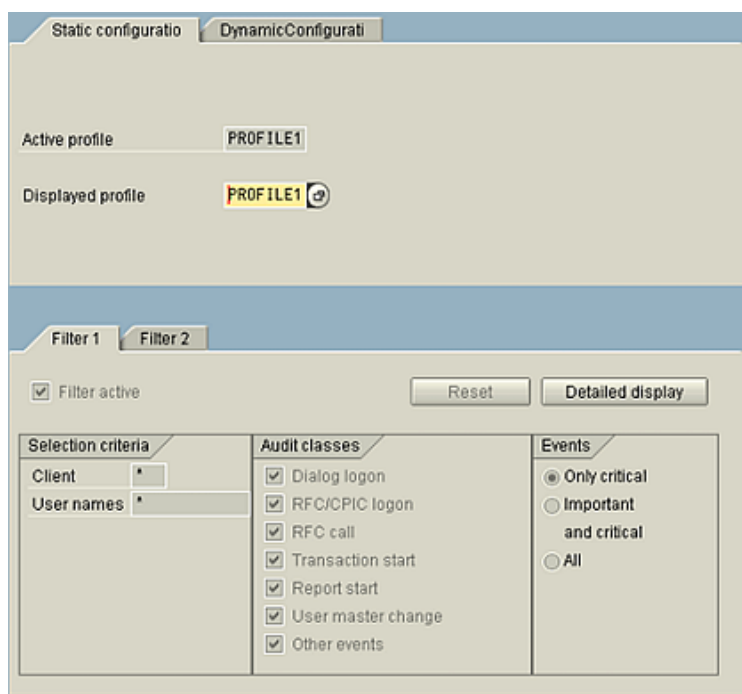 Static configuratio DynamicConfigurati
Active profile PROFILE1
Displayed profile PROFILE1
Filter 1 Filter 2
Filter active Reset Detailed display
Selection criteria Audit classes Events
Client * Dialog logon Only critical
User names * RFC/CPIC logon Important
RFC call and critical
Transaction start All
Report start
User master change
Other events